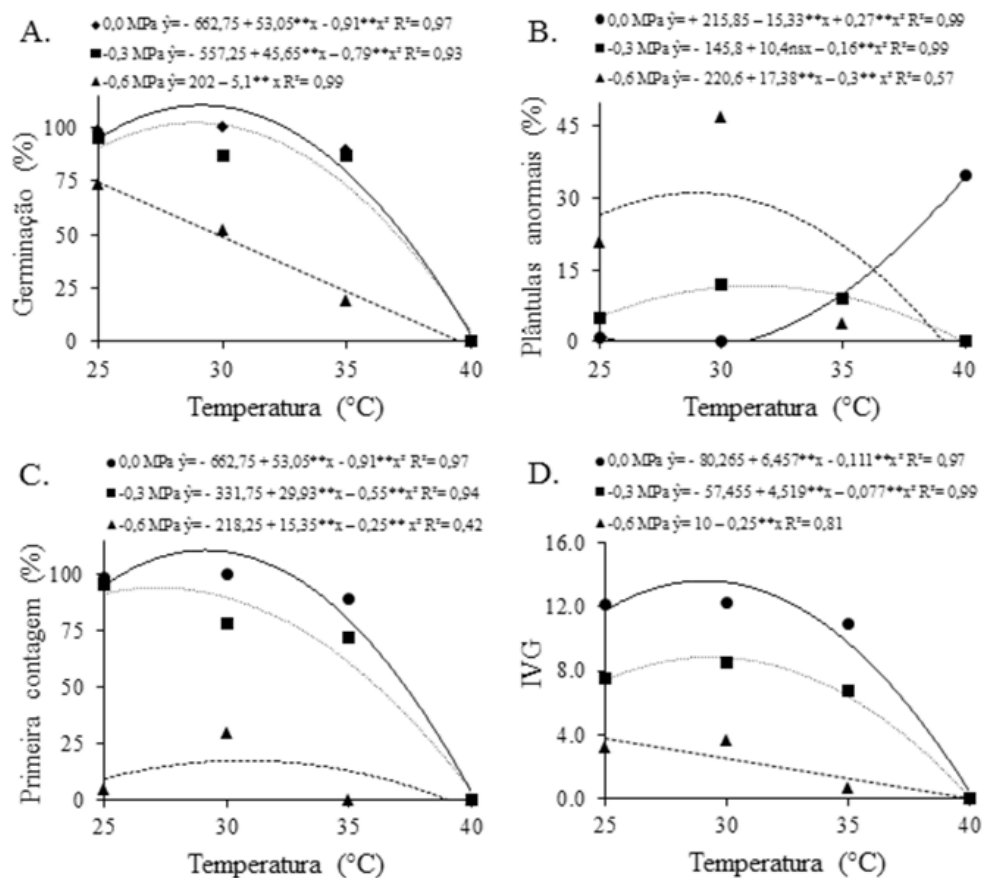 A.
◆0,0 MPa ŷ= - 662,75 + 53,05**x - 0,91**x² R²= 0,97
■-0,3 MPa ŷ= - 557,25 + 45,65**x – 0,79**x² R²= 0,93
▲-0,6 MPa ŷ= 202 – 5,1** x R²= 0,99
Germinação (%)
100
75
50
25
0
25 30 35 40
Temperatura (°C)
B.
●0,0 MPa ŷ= + 215,85 – 15,33**x + 0,27**x² R²= 0,99
■-0,3 MPa ŷ= - 145,8 + 10,4nsx – 0,16**x² R²= 0,99
▲-0,6 MPa ŷ= - 220,6 + 17,38**x – 0,3** x² R²= 0,57
Plântulas anormais (%)
45
30
15
0
25 30 35 40
Temperatura (°C)
C.
●0,0 MPa ŷ= - 662,75 + 53,05**x - 0,91**x² R²= 0,97
■-0,3 MPa ŷ= - 331,75 + 29,93**x – 0,55**x² R²= 0,94
▲-0,6 MPa ŷ= - 218,25 + 15,35**x – 0,25** x² R²= 0,42
Primeira contagem (%)
100
75
50
25
0
25 30 35 40
Temperatura (°C)
D.
●0,0 MPa ŷ= - 80,265 + 6,457**x - 0,111**x² R²= 0,97
■-0,3 MPa ŷ= - 57,455 + 4,519**x – 0,077**x² R²= 0,99
▲-0,6 MPa ŷ= 10 – 0,25**x R²= 0,81
IVG
16.0
12.0
8.0
4.0
0.0
25 30 35 40
Temperatura (°C)